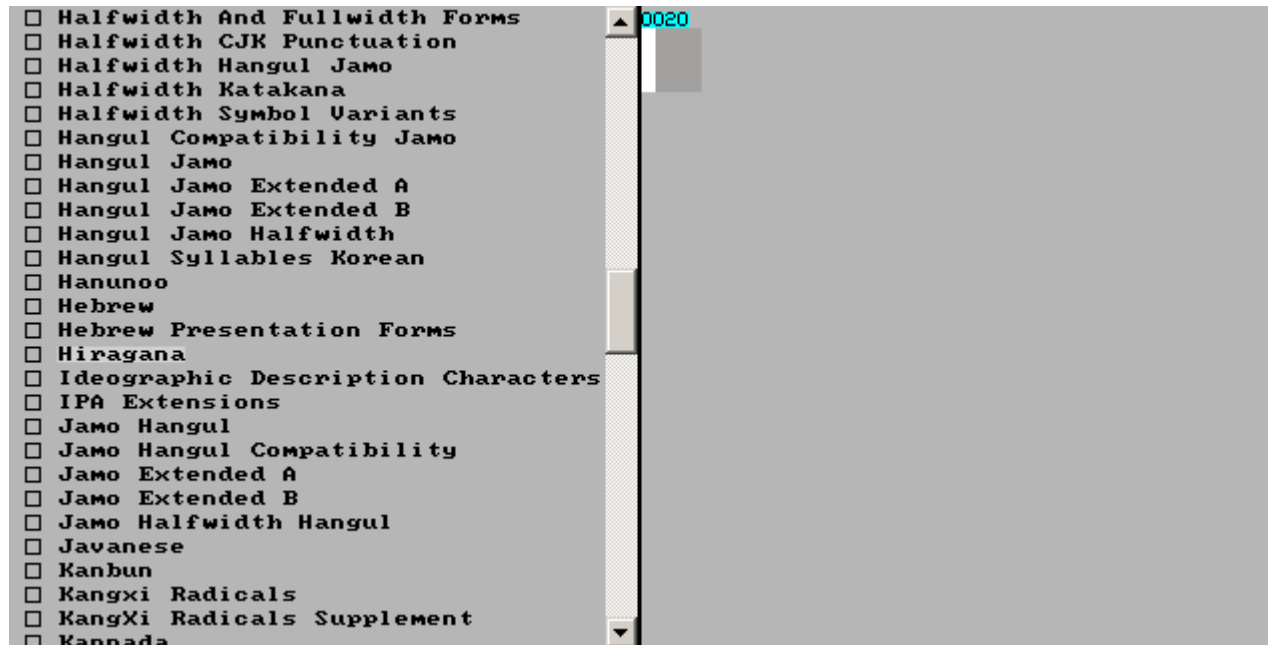 Halfwidth And Fullwidth Forms
0020
Halfwidth CJK Punctuation
Halfwidth Hangul Jamo
Halfwidth Katakana
Halfwidth Symbol Variants
Hangul Compatibility Jamo
Hangul Jamo
Hangul Jamo Extended A
Hangul Jamo Extended B
Hangul Jamo Halfwidth
Hangul Syllables Korean
Hanunoo
Hebrew
Hebrew Presentation Forms
Hiragana
Ideographic Description Characters
IPA Extensions
Jamo Hangul
Jamo Hangul Compatibility
Jamo Extended A
Jamo Extended B
Jamo Halfwidth Hangul
Javanese
Kanbun
Kangxi Radicals
KangXi Radicals Supplement
Kannada